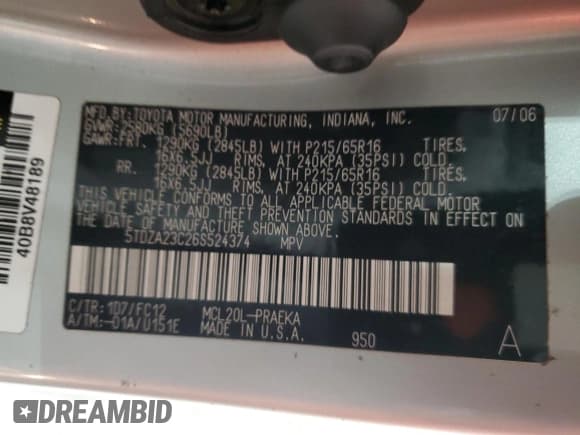 MFD.BY:TOYOTA MOTOR MANUFACTURING, INDIANA, INC. 07/06
GVWR: 2580KG (5690LB)
GAWR:FRT. 1290KG (2845LB) WITH P215/65R16 TIRES,
16X6.5JJ RIMS, AT 240KPA (35PSI) COLD.
RR. 1290KG (2845LB) WITH P215/65R16 TIRES,
16X6.5JJ RIMS, AT 240KPA (35PSI) COLD.
THIS VEHICLE CONFORMS TO ALL APPLICABLE FEDERAL MOTOR
VEHICLE SAFETY AND THEFT PREVENTION STANDARDS IN EFFECT ON
THE DATE OF MANUFACTURE SHOWN ABOVE.
5TDZA23C26S524374 MPV
C/TR: 1D7/FC12 MCL20L-PRAEKA
A/TM:-01A/U151E MADE IN U.S.A. 950 A
40B8V48189
DREAMBID